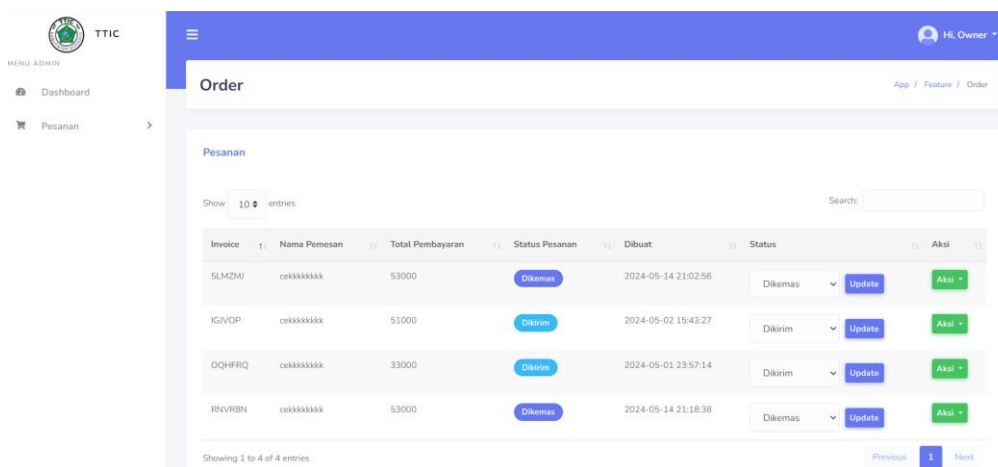 TTIC
Hi, Owner
MENU ADMIN
Dashboard
Pesanan
Order
App / Feature / Order
Pesanan
Show 10 entries
Search:
Invoice Nama Pemesan Total Pembayaran Status Pesanan Dibuat Status Aksi
5LMZMJ cekkkkkkkk 53000 Dikemas 2024-05-14 21:02:56 Dikemas Update Aksi
IGJVOP cekkkkkkkk 51000 Dikirim 2024-05-02 15:43:27 Dikirim Update Aksi
OQHFRQ cekkkkkkkk 33000 Dikirim 2024-05-01 23:57:14 Dikirim Update Aksi
RNVRBN cekkkkkkkk 53000 Dikemas 2024-05-14 21:18:38 Dikemas Update Aksi
Showing 1 to 4 of 4 entries
Previous 1 Next